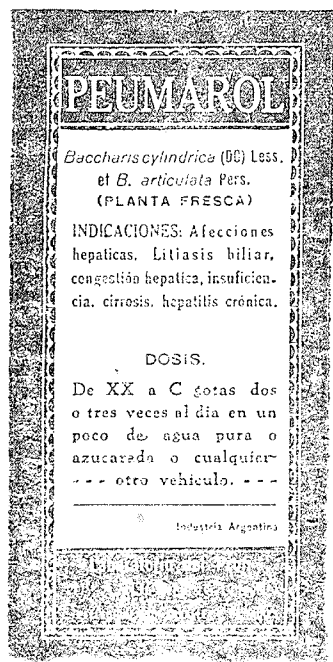 PEUMAROL
Baccharis cylindrica (DC) Less.
et B. articulata Pers.
(PLANTA FRESCA)
INDICACIONES: Afecciones
hepaticas. Litiasis biliar,
congestión hepatica, insuficien-
cia, cirrosis, hepatitis crónica.
DOSIS.
De XX a C gotas dos
o tres veces al dia en un
poco de agua pura o
azucarada o cualquier
- - - otro vehiculo. - - -
Industria Argentina